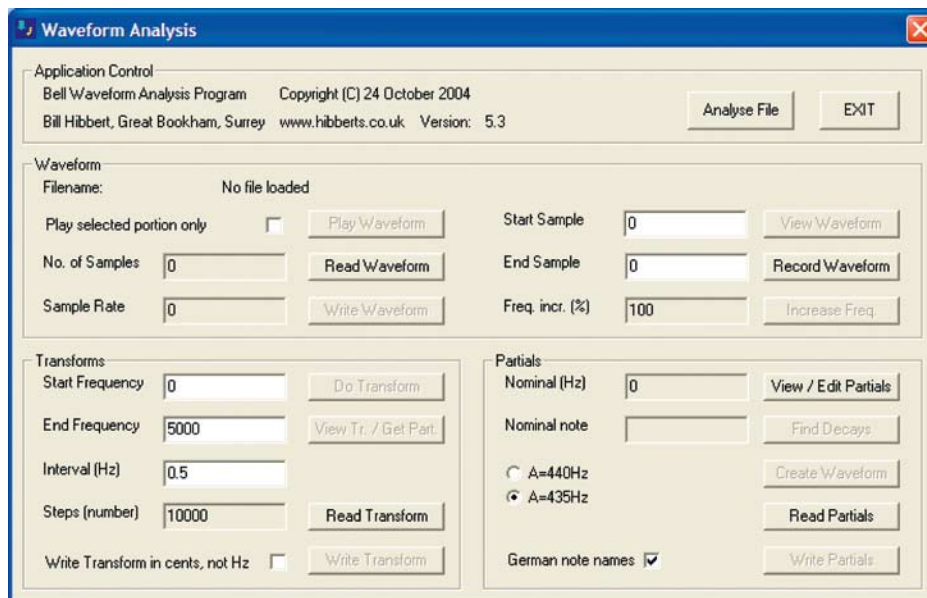 Waveform Analysis
Application Control
Bell Waveform Analysis Program Copyright (C) 24 October 2004
Bill Hibbert, Great Bookham, Surrey www.hibberts.co.uk Version: 5.3
Analyse File EXIT
Waveform
Filename: No file loaded
Play selected portion only Play Waveform Start Sample 0 View Waveform
No. of Samples 0 Read Waveform End Sample 0 Record Waveform
Sample Rate 0 Write Waveform Freq. incr. (%) 100 Increase Freq.
Transforms
Start Frequency 0 Do Transform
End Frequency 5000 View Tr. / Get Part.
Interval (Hz) 0.5
Steps (number) 10000 Read Transform
Write Transform in cents, not Hz Write Transform
Partials
Nominal (Hz) 0 View / Edit Partials
Nominal note Find Decays
A=440Hz Create Waveform
A=435Hz
Read Partials
German note names Write Partials